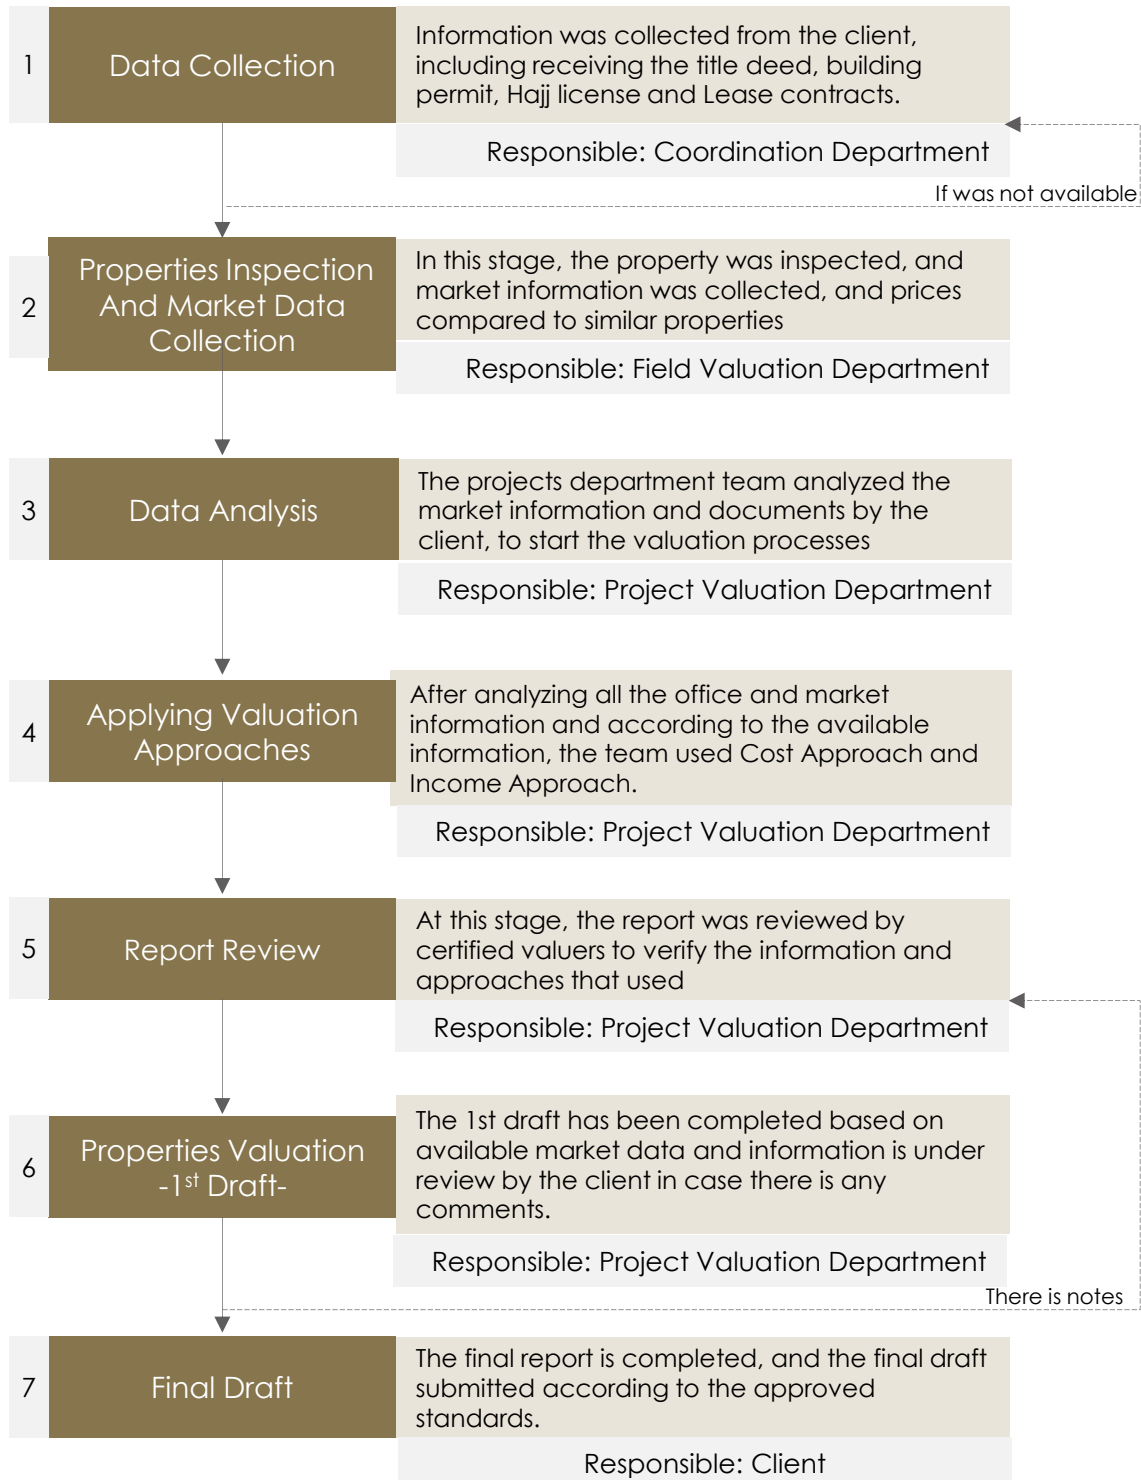 1
Data Collection
Information was collected from the client,
including receiving the title deed, building
permit, Hajj license and Lease contracts.
Responsible: Coordination Department
If was not available
2
Properties Inspection
And Market Data
Collection
In this stage, the property was inspected, and
market information was collected, and prices
compared to similar properties
Responsible: Field Valuation Department
3
Data Analysis
The projects department team analyzed the
market information and documents by the
client, to start the valuation processes
Responsible: Project Valuation Department
4
Applying Valuation
Approaches
After analyzing all the office and market
information and according to the available
information, the team used Cost Approach and
Income Approach.
Responsible: Project Valuation Department
5
Report Review
At this stage, the report was reviewed by
certified valuers to verify the information and
approaches that used
Responsible: Project Valuation Department
6
Properties Valuation
-1st Draft-
The 1st draft has been completed based on
available market data and information is under
review by the client in case there is any
comments.
Responsible: Project Valuation Department
There is notes
7
Final Draft
The final report is completed, and the final draft
submitted according to the approved
standards.
Responsible: Client